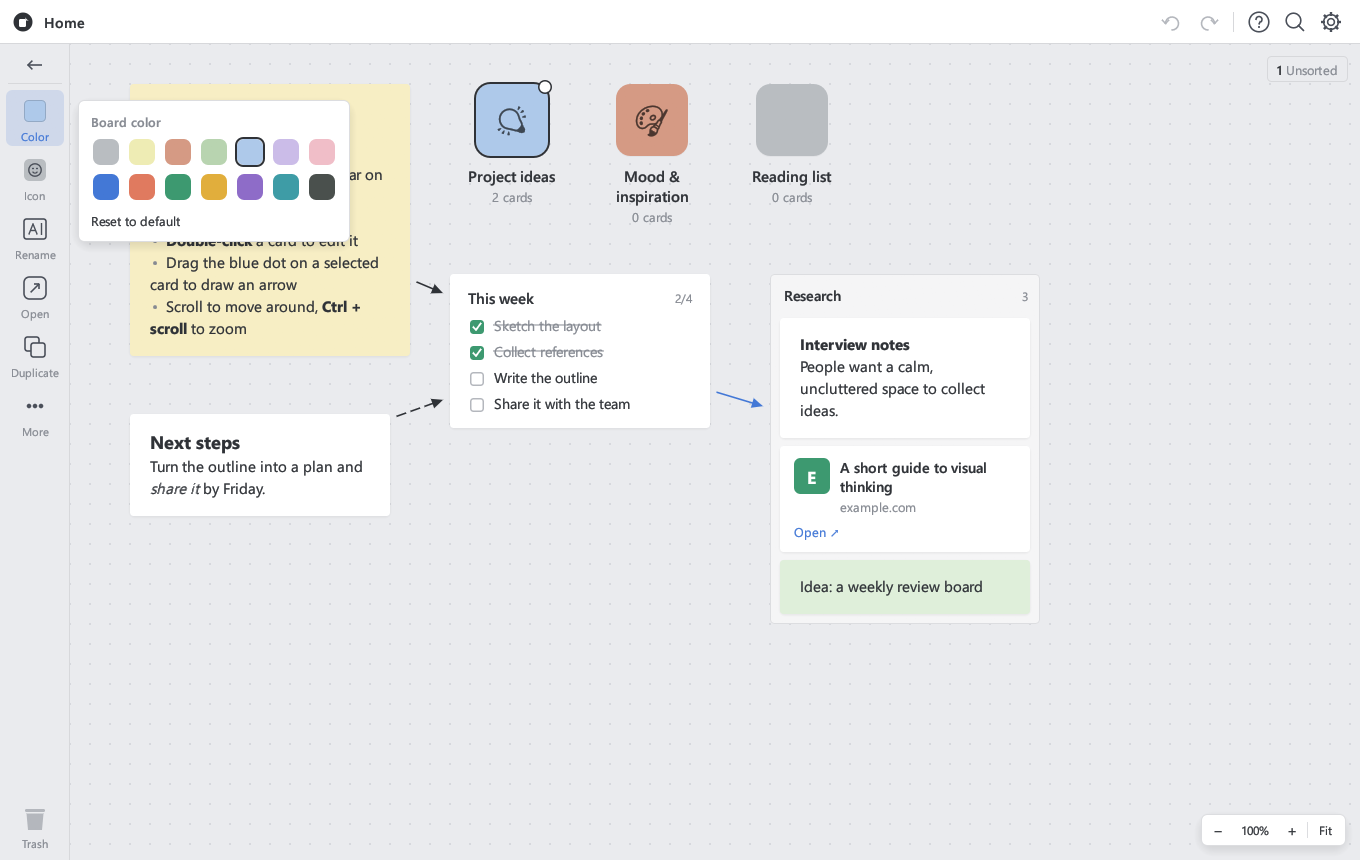 Home
1 Unsorted
Color
Icon
Rename
Open
Duplicate
More
Trash
Board color
Reset to default
ar on
• Double-click a card to edit it
• Drag the blue dot on a selected
card to draw an arrow
• Scroll to move around, Ctrl +
scroll to zoom
Project ideas
2 cards
Mood &
inspiration
0 cards
Reading list
0 cards
This week
2/4
Sketch the layout
Collect references
Write the outline
Share it with the team
Next steps
Turn the outline into a plan and
share it by Friday.
Research
3
Interview notes
People want a calm,
uncluttered space to collect
ideas.
E
A short guide to visual
thinking
example.com
Open ↗
Idea: a weekly review board
− 100% + Fit